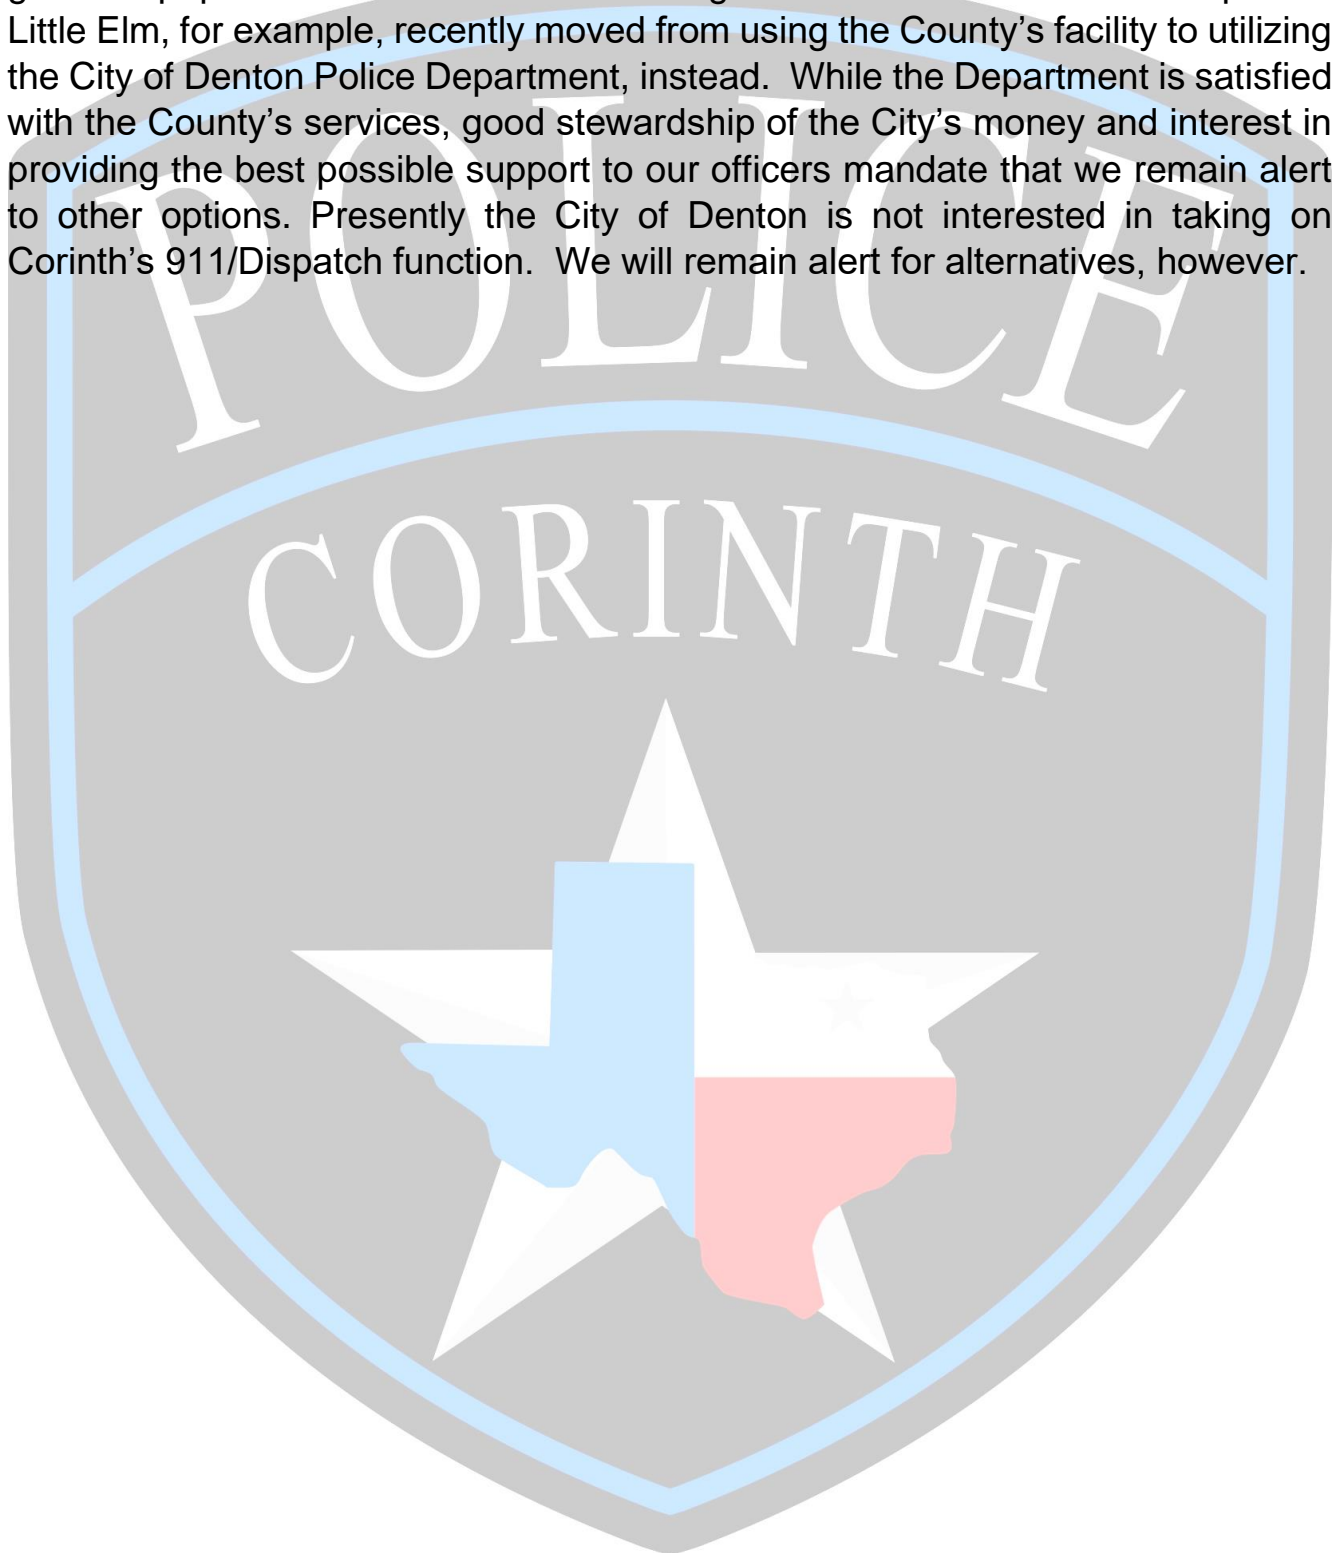 Little Elm, for example, recently moved from using the County’s facility to utilizing
the City of Denton Police Department, instead.  While the Department is satisfied
with the County’s services, good stewardship of the City’s money and interest in
providing the best possible support to our officers mandate that we remain alert
to other options. Presently the City of Denton is not interested in taking on
Corinth’s 911/Dispatch function.  We will remain alert for alternatives, however.
POLICE
CORINTH